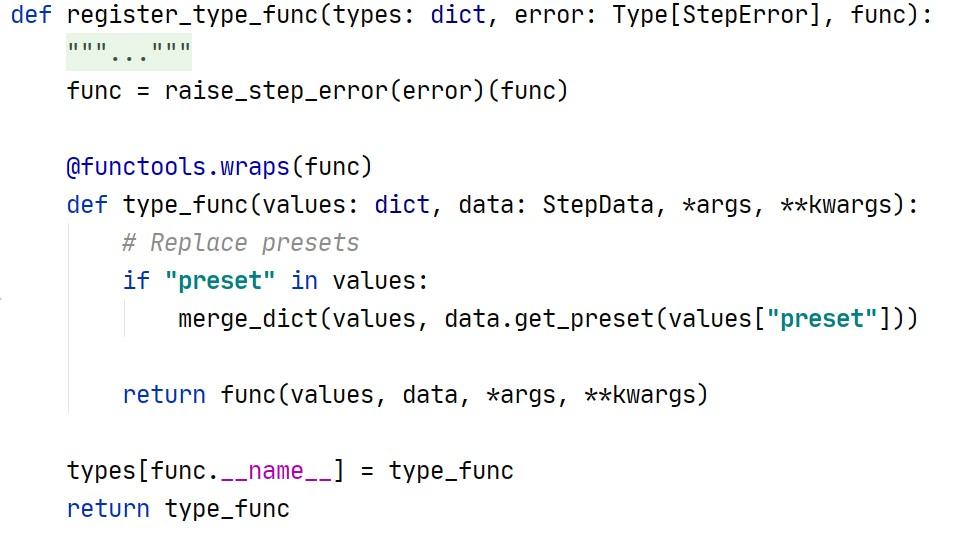 def register_type_func(types: dict, error: Type[StepError], func):
    """..."""
    func = raise_step_error(error)(func)

    @functools.wraps(func)
    def type_func(values: dict, data: StepData, *args, **kwargs):
        # Replace presets
        if "preset" in values:
            merge_dict(values, data.get_preset(values["preset"]))

        return func(values, data, *args, **kwargs)

    types[func.__name__] = type_func
    return type_func